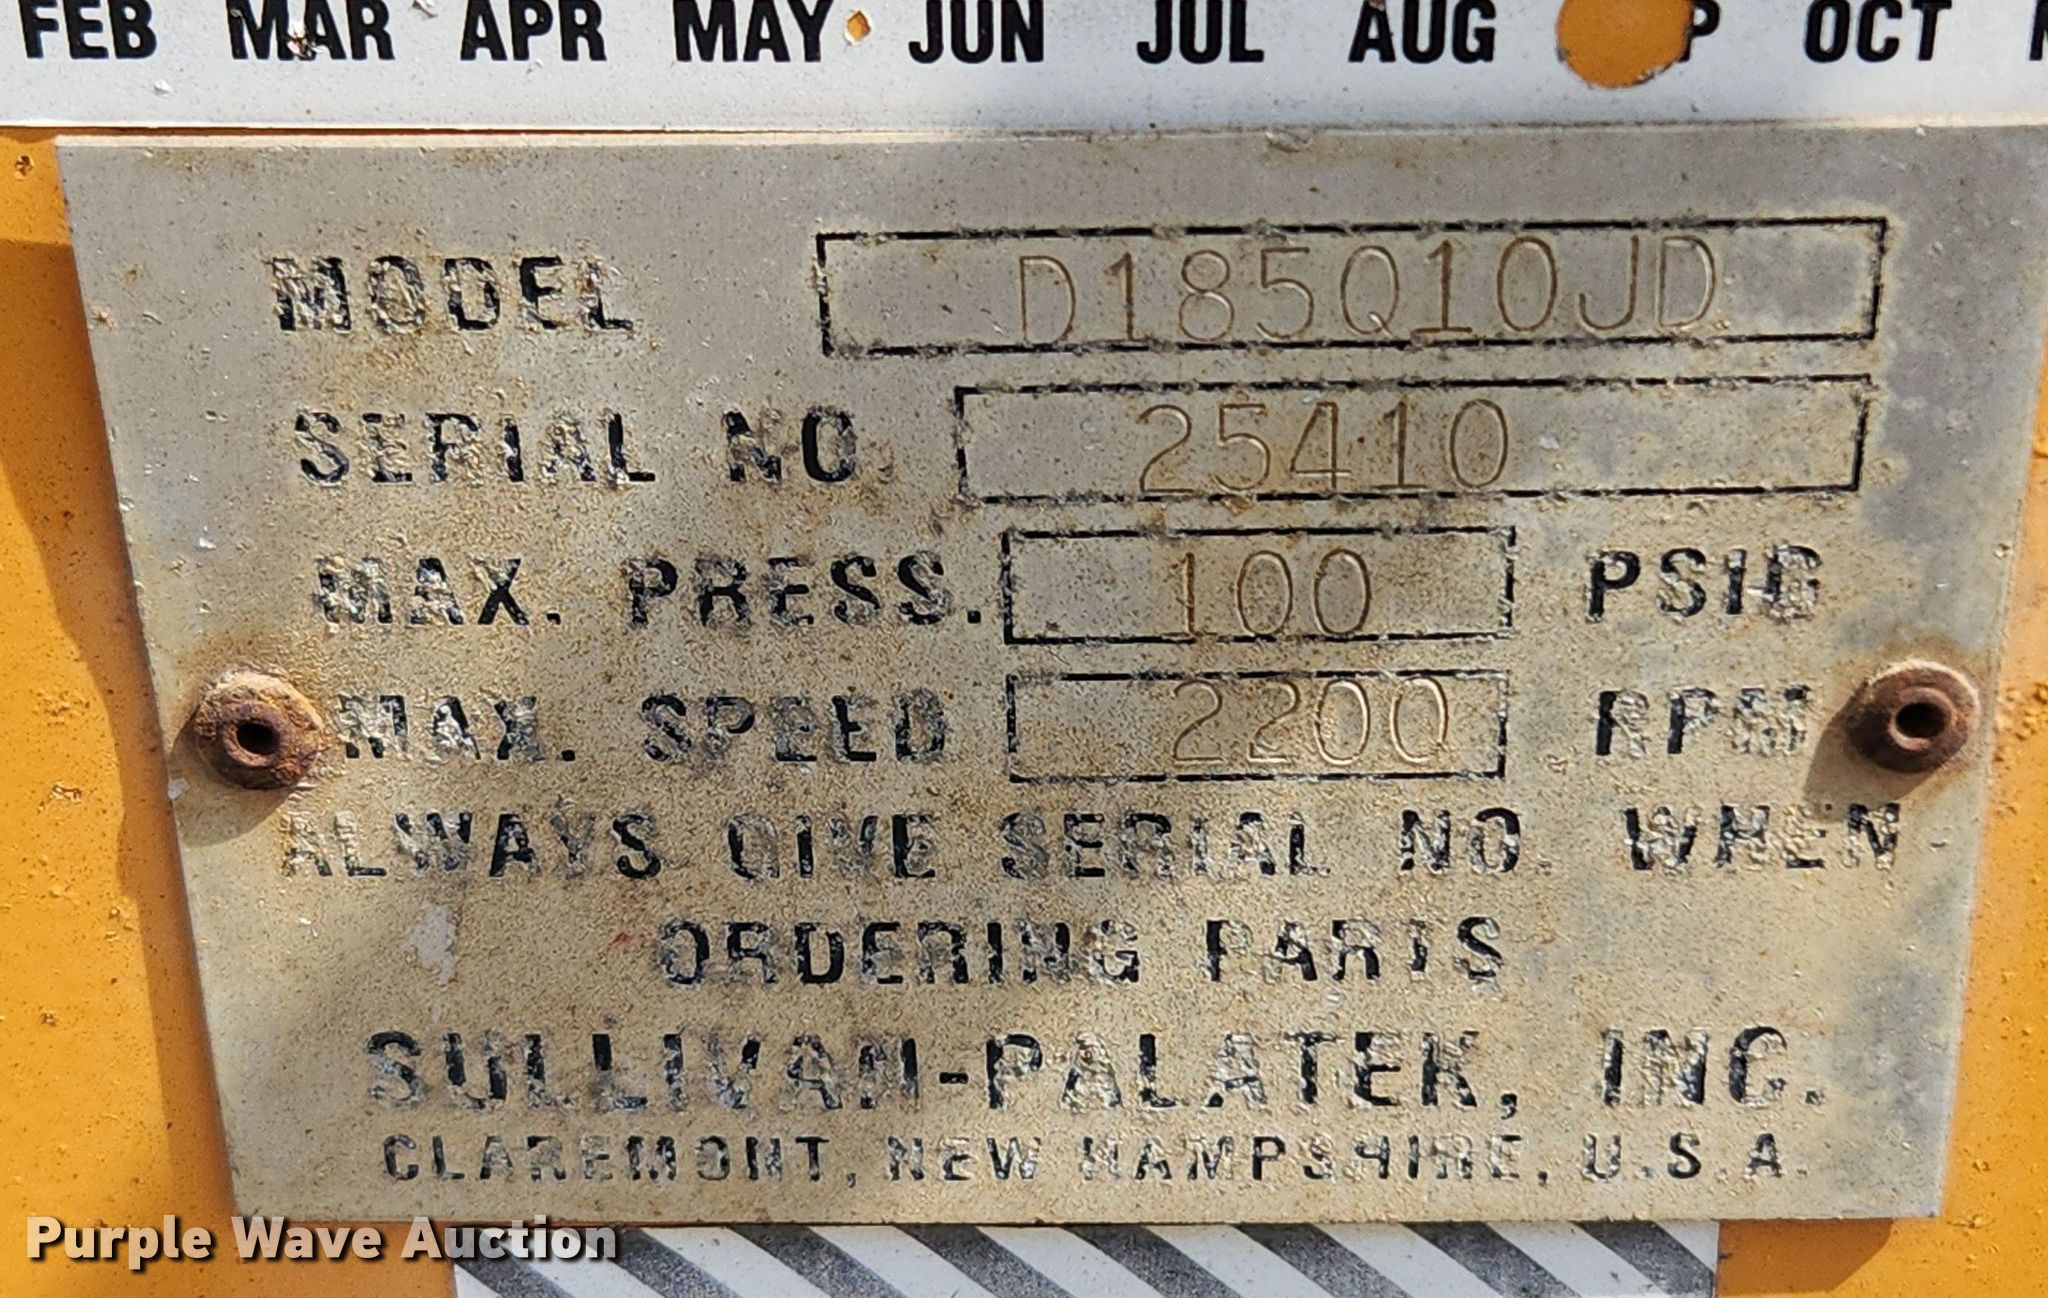 FEB MAR APR MAY JUN JUL AUG P OCT
MODEL D185Q10JD
SERIAL NO. 25410
MAX. PRESS. 100 PSIG
MAX. SPEED 2200 RPM
ALWAYS GIVE SERIAL NO. WHEN
ORDERING PARTS
SULLIVAN-PALATEK, INC.
CLAREMONT, NEW HAMPSHIRE, U.S.A.
Purple Wave Auction